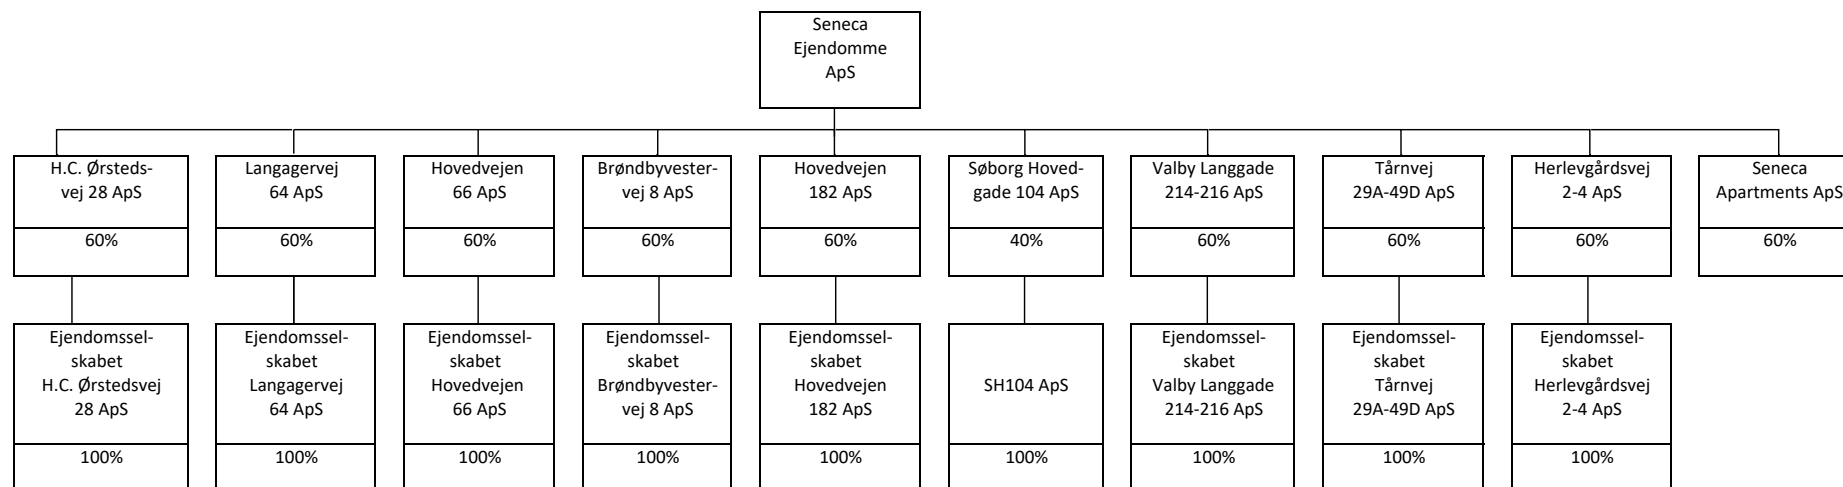 Seneca
Ejendomme
ApS
H.C. Ørsteds-
vej 28 ApS
60%
Langagervej
64 ApS
60%
Hovedvejen
66 ApS
60%
Brøndbyvester-
vej 8 ApS
60%
Hovedvejen
182 ApS
60%
Søborg Hoved-
gade 104 ApS
40%
Valby Langgade
214-216 ApS
60%
Tårnvej
29A-49D ApS
60%
Herlevgårdsvej
2-4 ApS
60%
Seneca
Apartments ApS
60%
Ejendomssel-
skabet
H.C. Ørstedsvej
28 ApS
100%
Ejendomssel-
skabet
Langagervej
64 ApS
100%
Ejendomssel-
skabet
Hovedvejen
66 ApS
100%
Ejendomssel-
skabet
Brøndbyvester-
vej 8 ApS
100%
Ejendomssel-
skabet
Hovedvejen
182 ApS
100%
SH104 ApS
100%
Ejendomssel-
skabet
Valby Langgade
214-216 ApS
100%
Ejendomssel-
skabet
Tårnvej
29A-49D ApS
100%
Ejendomssel-
skabet
Herlevgårdsvej
2-4 ApS
100%